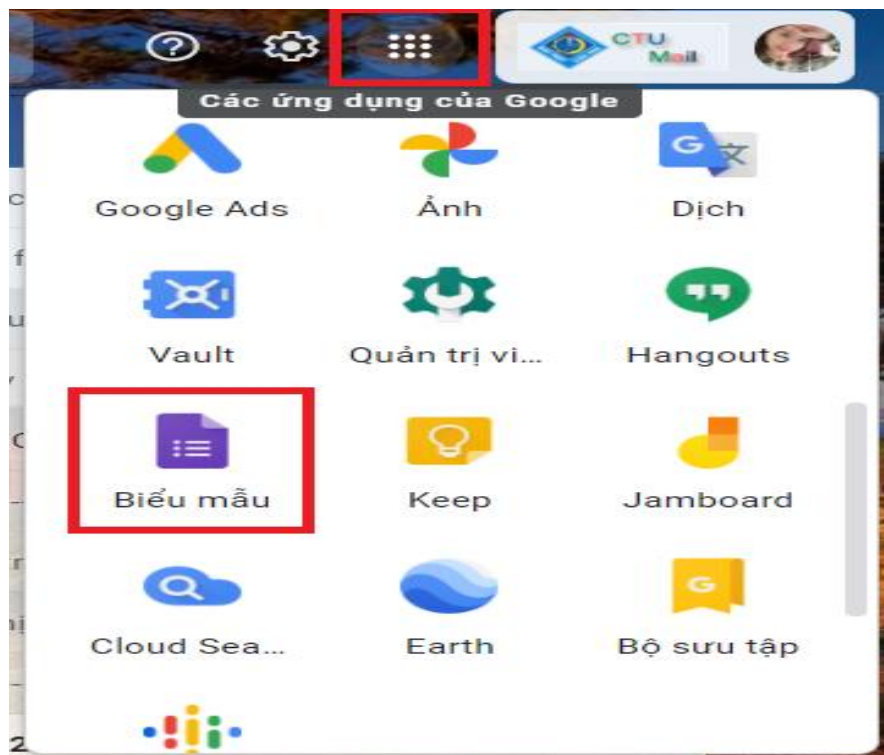 CTU
Mail
Các ứng dụng của Google
Google Ads
Ảnh
Dịch
Vault
Quản trị vi...
Hangouts
Biểu mẫu
Keep
Jamboard
Cloud Sea...
Earth
Bộ sưu tập